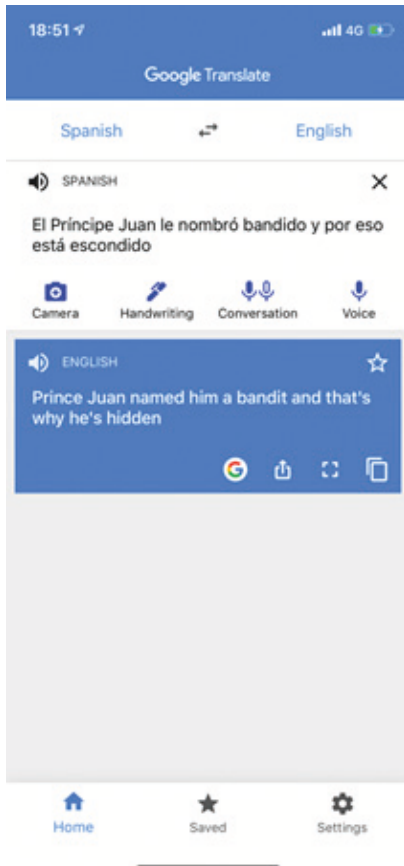 18:51 4G
Google Translate
Spanish English
SPANISH
El Príncipe Juan le nombró bandido y por eso
está escondido
Camera Handwriting Conversation Voice
ENGLISH
Prince Juan named him a bandit and that's
why he's hidden
G
Home Saved Settings